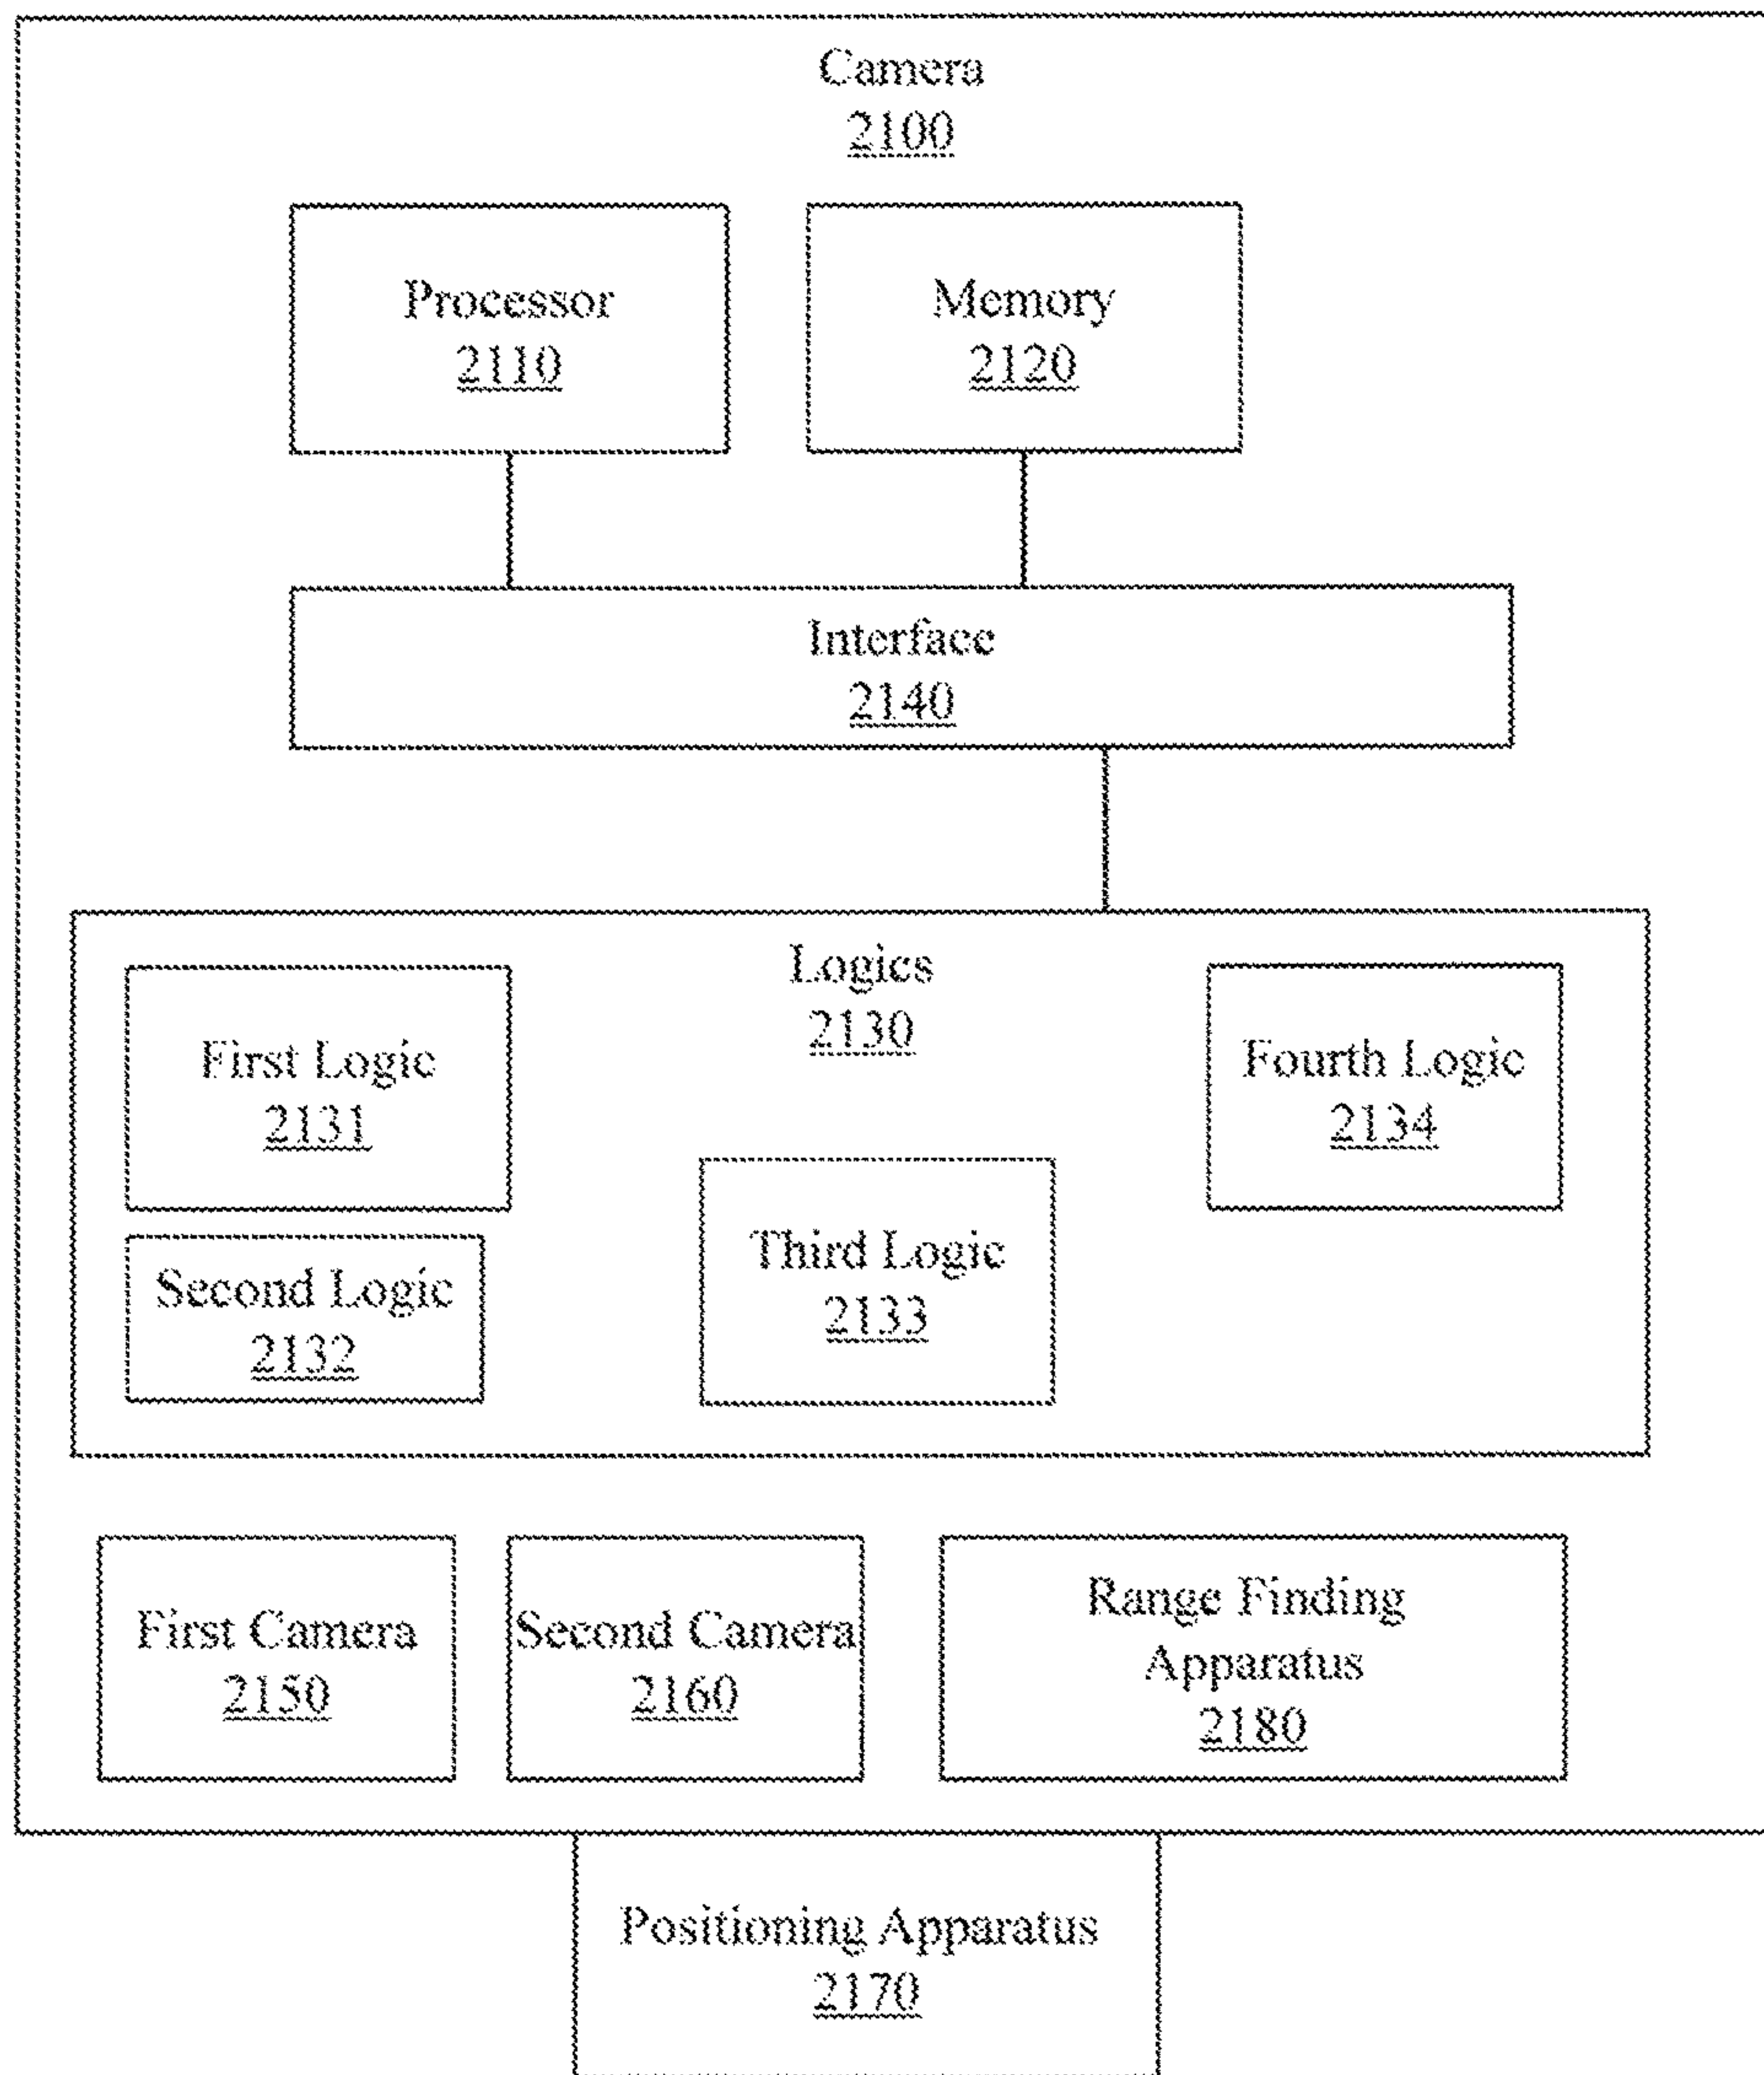 Camera
2100
Processor
2110
Memory
2120
Interface
2140
Logics
2130
First Logic
2131
Fourth Logic
2134
Third Logic
2133
Second Logic
2132
First Camera
2150
Second Camera
2160
Range Finding
Apparatus
2180
Positioning Apparatus
2170